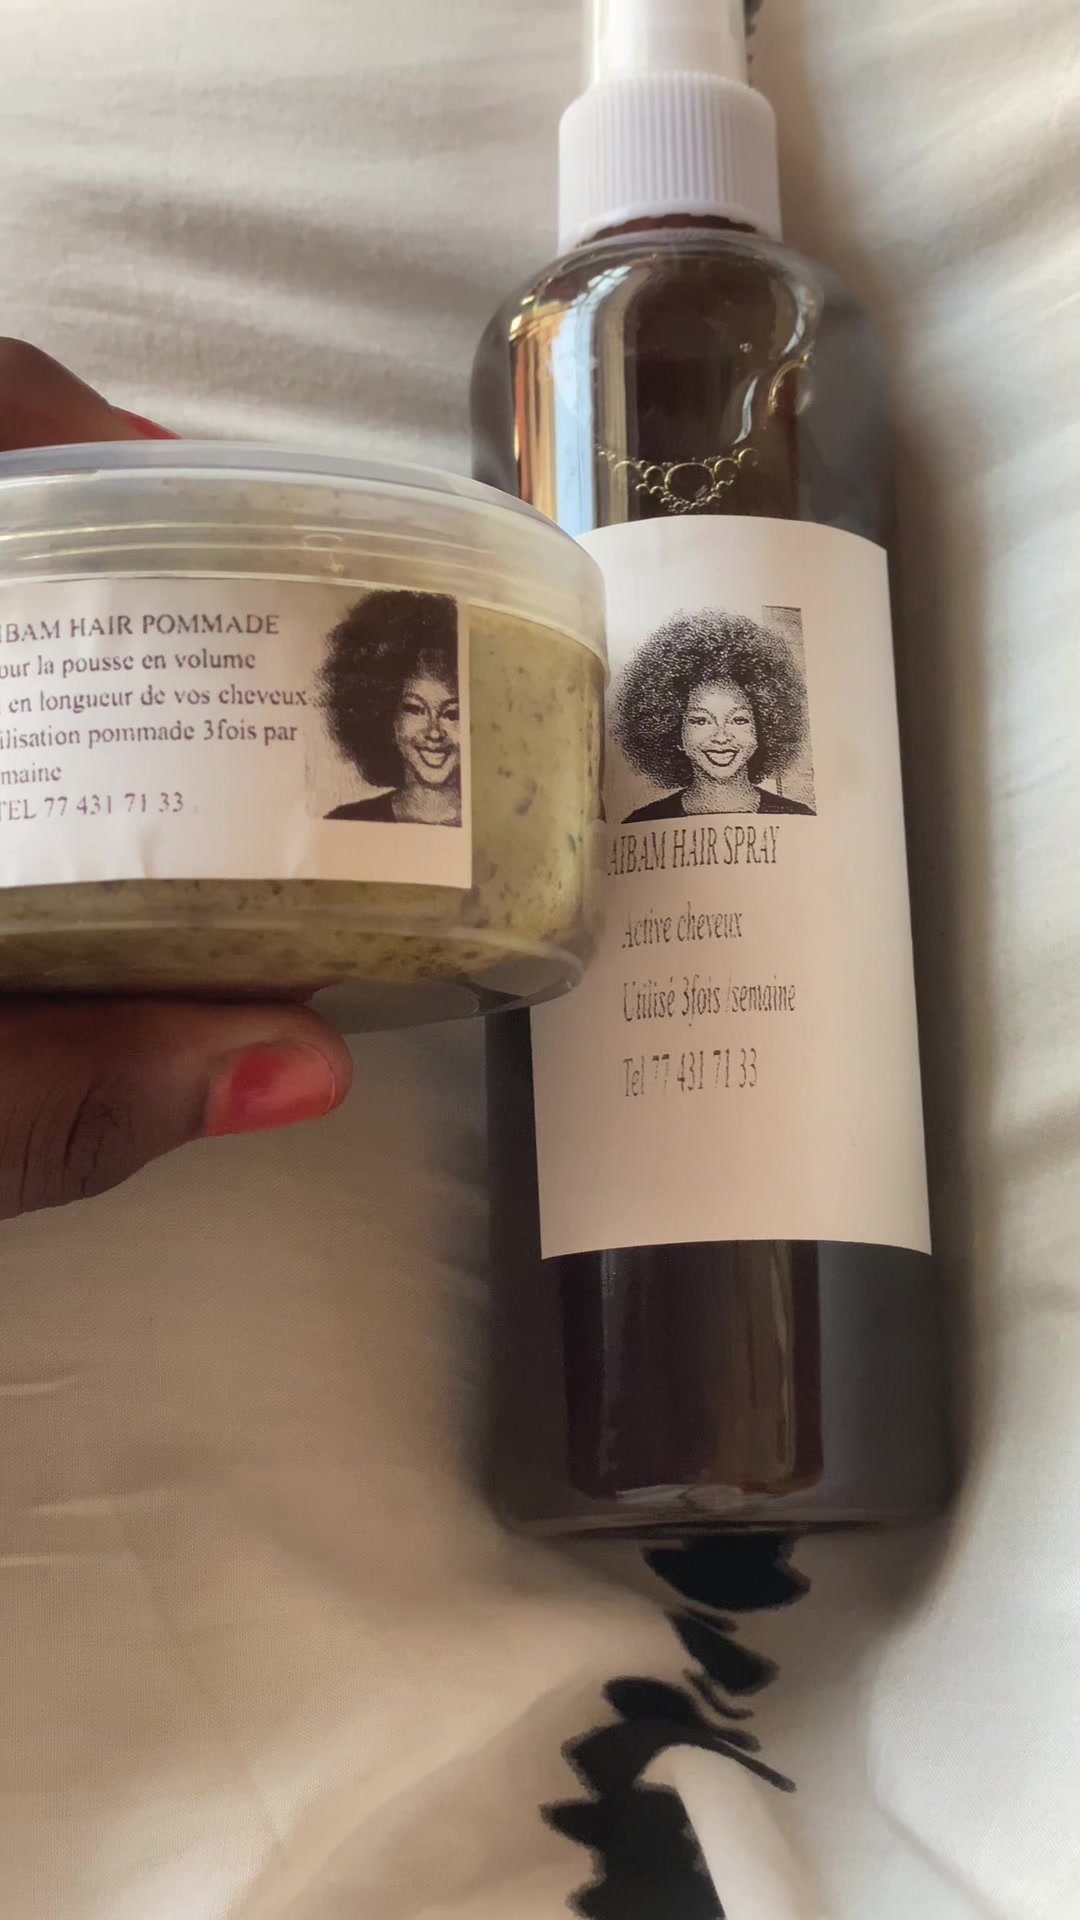 IBAM HAIR POMMADE
our la pousse en volume
en longueur de vos cheveux
ilisation pommade 3fois par
maine
TEL 77 431 71 33
AIBAM HAIR SPRAY
Active cheveux
Utilisé 3fois /semaine
Tel 77 431 71 33